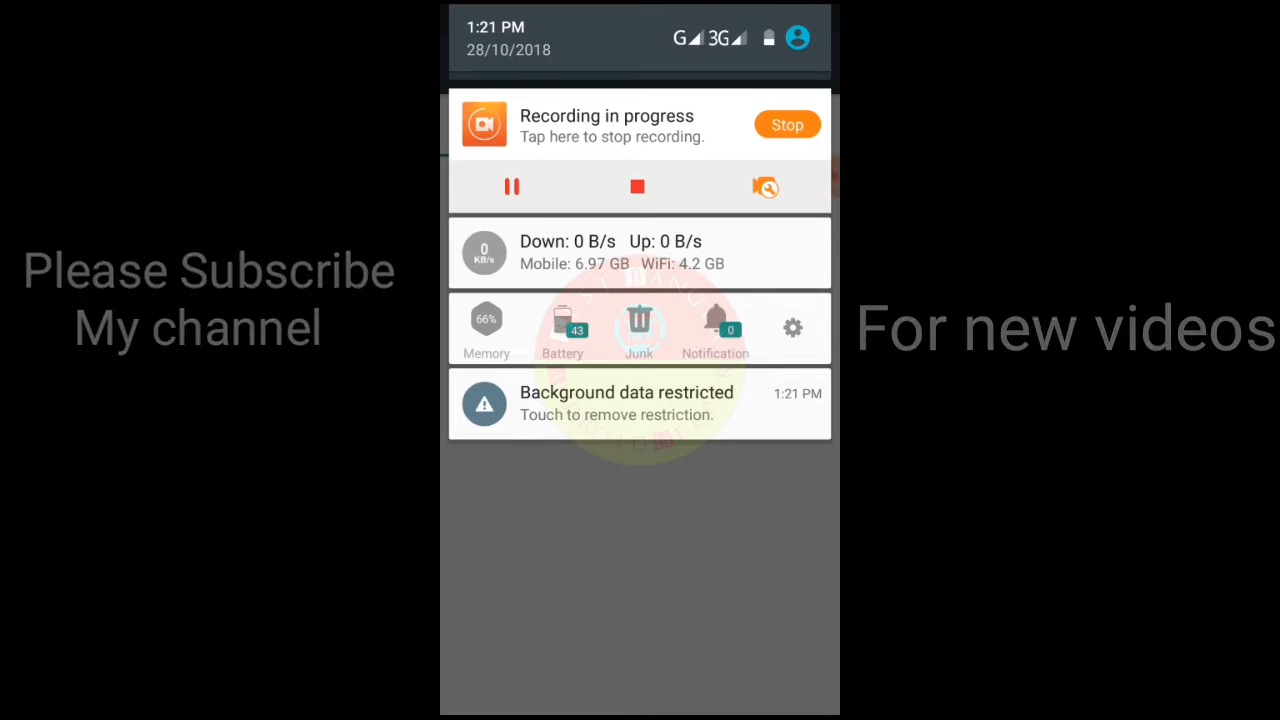 1:21 PM
28/10/2018
G 3G
Recording in progress
Tap here to stop recording.
Stop
0
KB/s
Down: 0 B/s Up: 0 B/s
Mobile: 6.97 GB WiFi: 4.2 GB
66%
43
0
Memory
Battery
Junk
Notification
Background data restricted
1:21 PM
Touch to remove restriction.
Please Subscribe
My channel
For new videos